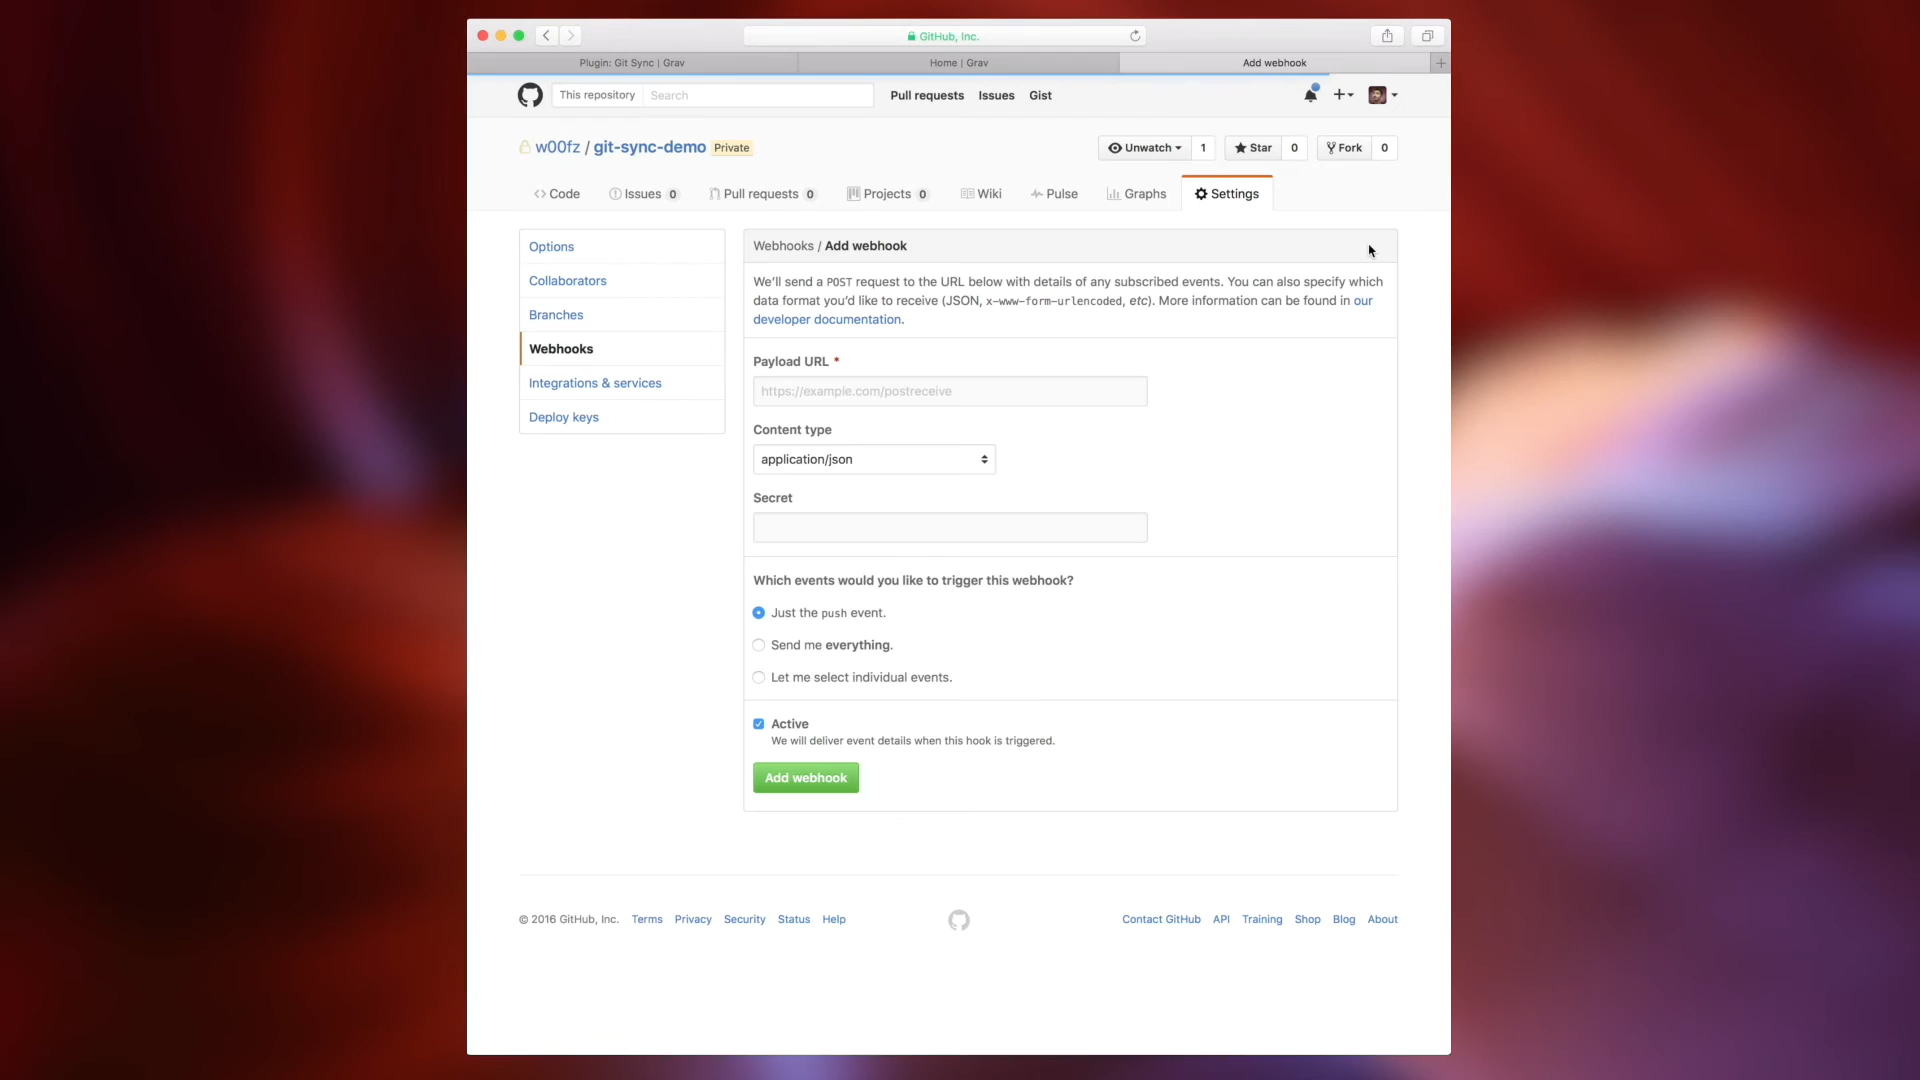 GitHub, Inc.
Plugin: Git Sync | Grav
Home | Grav
Add webhook
This repository
Search
Pull requests
Issues
Gist
w00fz / git-sync-demo Private
Unwatch 1
Star 0
Fork 0
Code
Issues 0
Pull requests 0
Projects 0
Wiki
Pulse
Graphs
Settings
Options
Collaborators
Branches
Webhooks
Integrations & services
Deploy keys
Webhooks / Add webhook
We'll send a POST request to the URL below with details of any subscribed events. You can also specify which
data format you'd like to receive (JSON, x-www-form-urlencoded, etc). More information can be found in our
developer documentation.
Payload URL *
https://example.com/postreceive
Content type
application/json
Secret
Which events would you like to trigger this webhook?
Just the push event.
Send me everything.
Let me select individual events.
Active
We will deliver event details when this hook is triggered.
Add webhook
© 2016 GitHub, Inc.
Terms
Privacy
Security
Status
Help
Contact GitHub
API
Training
Shop
Blog
About